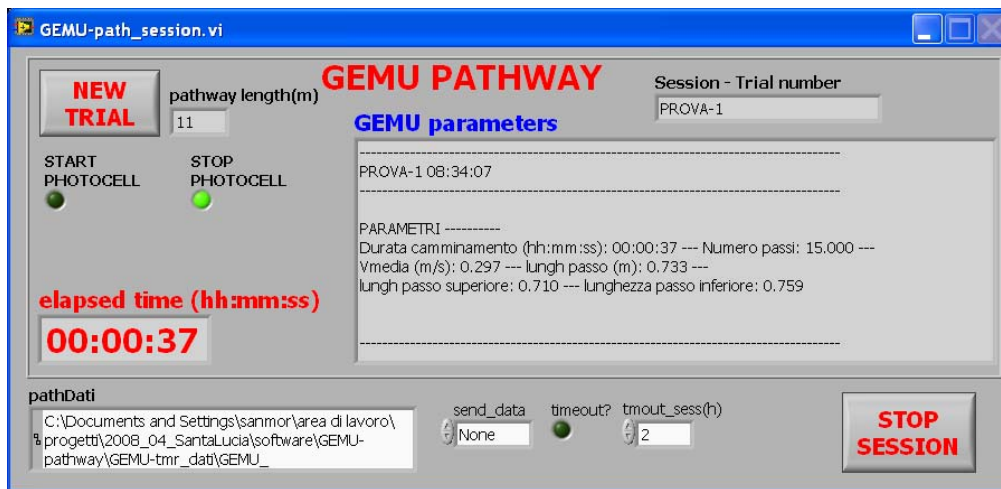 GEMU-path_session.vi
NEW
TRIAL
pathway length(m)
11
GEMU PATHWAY
Session - Trial number
PROVA-1
GEMU parameters
START
PHOTOCELL
STOP
PHOTOCELL
--------------------------------------------------------------------------------
PROVA-1 08:34:07
--------------------------------------------------------------------------------
PARAMETRI ----------
Durata camminamento (hh:mm:ss): 00:00:37 --- Numero passi: 15.000 ---
Vmedia (m/s): 0.297 --- lungh passo (m): 0.733 ---
lungh passo superiore: 0.710 --- lunghezza passo inferiore: 0.759
--------------------------------------------------------------------------------
elapsed time (hh:mm:ss)
00:00:37
pathDati
C:\Documents and Settings\sanmor\area di lavoro\
progetti\2008_04_SantaLucia\software\GEMU-
pathway\GEMU-tmr_dati\GEMU_
send_data
None
timeout?
tmout_sess(h)
2
STOP
SESSION